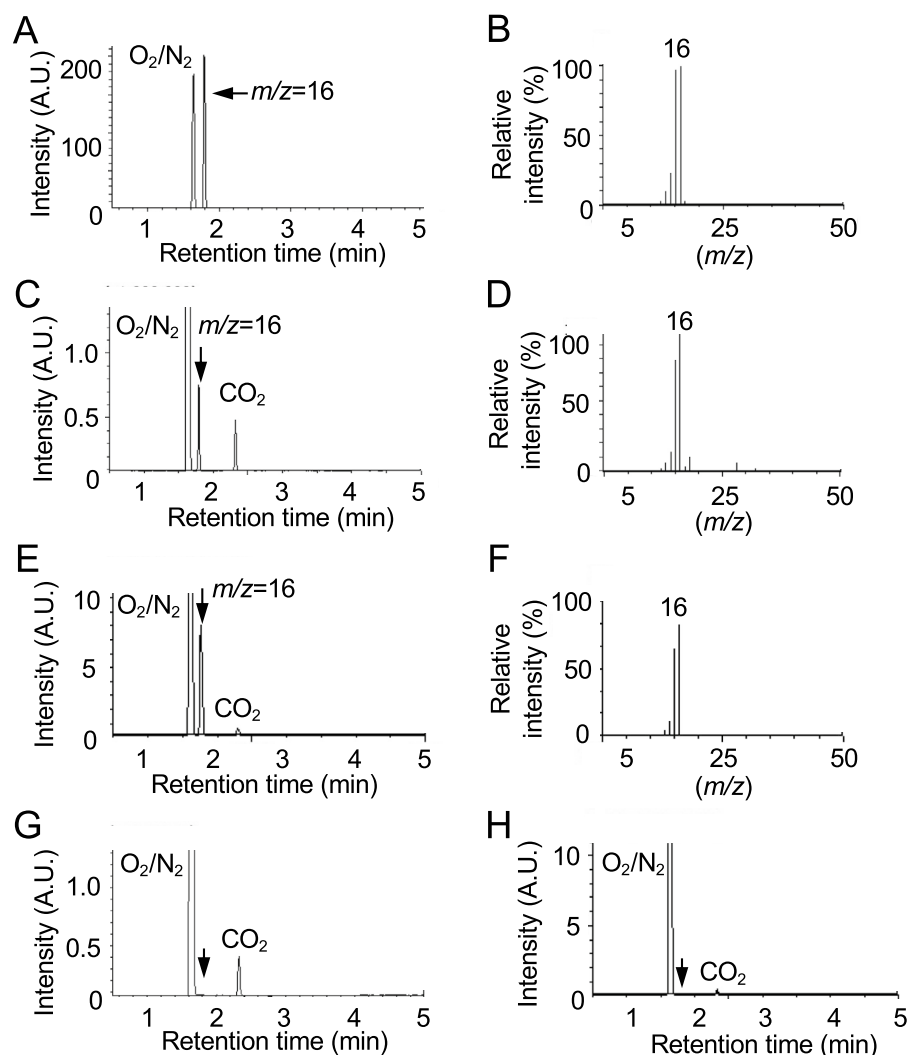 A
Intensity (A.U.)
200
100
0
O₂/N₂
m/z=16
1 2 3 4 5
Retention time (min)
B
Relative
intensity (%)
100
50
0
16
5 25 50
(m/z)
C
Intensity (A.U.)
1.0
0.5
0
O₂/N₂
m/z=16
CO₂
1 2 3 4 5
Retention time (min)
D
Relative
intensity (%)
100
50
0
16
5 25 50
(m/z)
E
Intensity (A.U.)
10
5
0
O₂/N₂
m/z=16
CO₂
1 2 3 4 5
Retention time (min)
F
Relative
intensity (%)
100
50
0
16
5 25 50
(m/z)
G
Intensity (A.U.)
1.0
0.5
0
O₂/N₂
CO₂
1 2 3 4 5
Retention time (min)
H
Intensity (A.U.)
10
5
0
O₂/N₂
CO₂
1 2 3 4 5
Retention time (min)